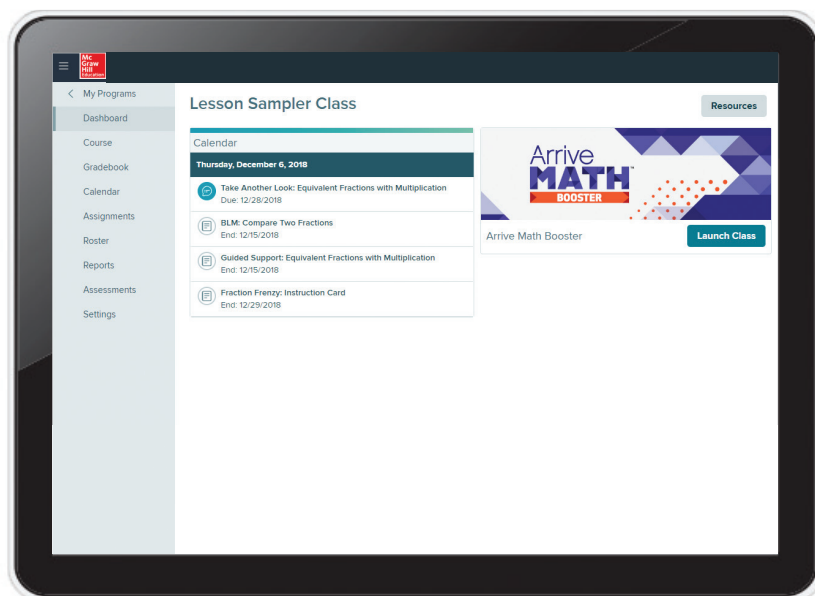 Mc
Graw
Hill
Education
My Programs
Dashboard
Course
Gradebook
Calendar
Assignments
Roster
Reports
Assessments
Settings
Lesson Sampler Class
Resources
Calendar
Thursday, December 6, 2018
Take Another Look: Equivalent Fractions with Multiplication
Due: 12/28/2018
BLM: Compare Two Fractions
End: 12/15/2018
Guided Support: Equivalent Fractions with Multiplication
End: 12/15/2018
Fraction Frenzy: Instruction Card
End: 12/29/2018
Arrive
MATH™
BOOSTER
Arrive Math Booster
Launch Class